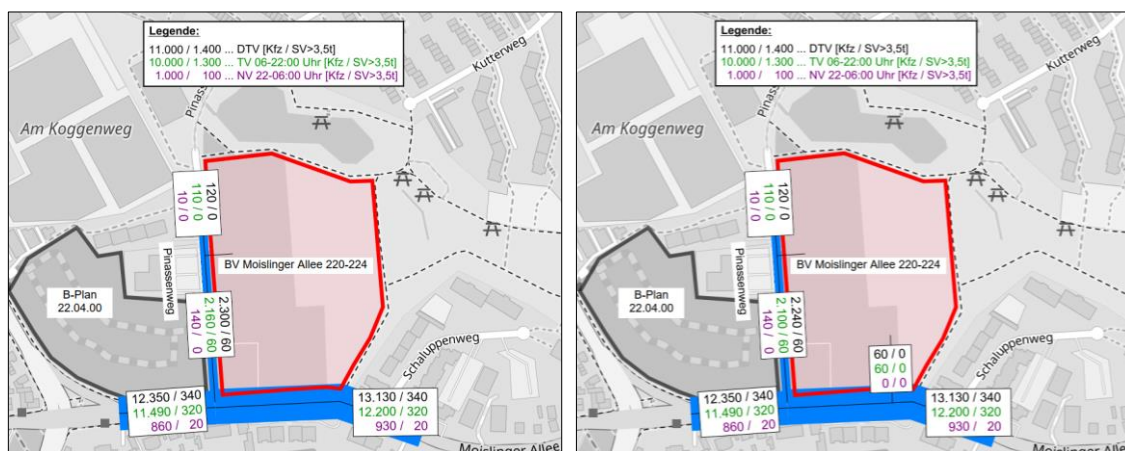 Legende:
11.000 / 1.400 ... DTV [Kfz / SV>3,5t]
10.000 / 1.300 ... TV 06-22:00 Uhr [Kfz / SV>3,5t]
1.000 / 100 ... NV 22-06:00 Uhr [Kfz / SV>3,5t]
Pinass
Kutterweg
Am Koggenweg
120 / 0
110 / 0
10 / 0
Pinassenweg
BV Moislinger Allee 220-224
B-Plan
22.04.00
2.300 / 60
2.160 / 60
140 / 0
Schaluppenweg
12.350 / 340
11.490 / 320
860 / 20
13.130 / 340
12.200 / 320
930 / 20
Moislinger Allee
Legende:
11.000 / 1.400 ... DTV [Kfz / SV>3,5t]
10.000 / 1.300 ... TV 06-22:00 Uhr [Kfz / SV>3,5t]
1.000 / 100 ... NV 22-06:00 Uhr [Kfz / SV>3,5t]
Pinass
Kutterweg
Am Koggenweg
120 / 0
110 / 0
10 / 0
Pinassenweg
BV Moislinger Allee 220-224
B-Plan
22.04.00
2.240 / 60
2.100 / 60
140 / 0
Schaluppenweg
60 / 0
60 / 0
0 / 0
12.350 / 340
11.490 / 320
860 / 20
13.130 / 340
12.200 / 320
930 / 20
Moislinger Allee